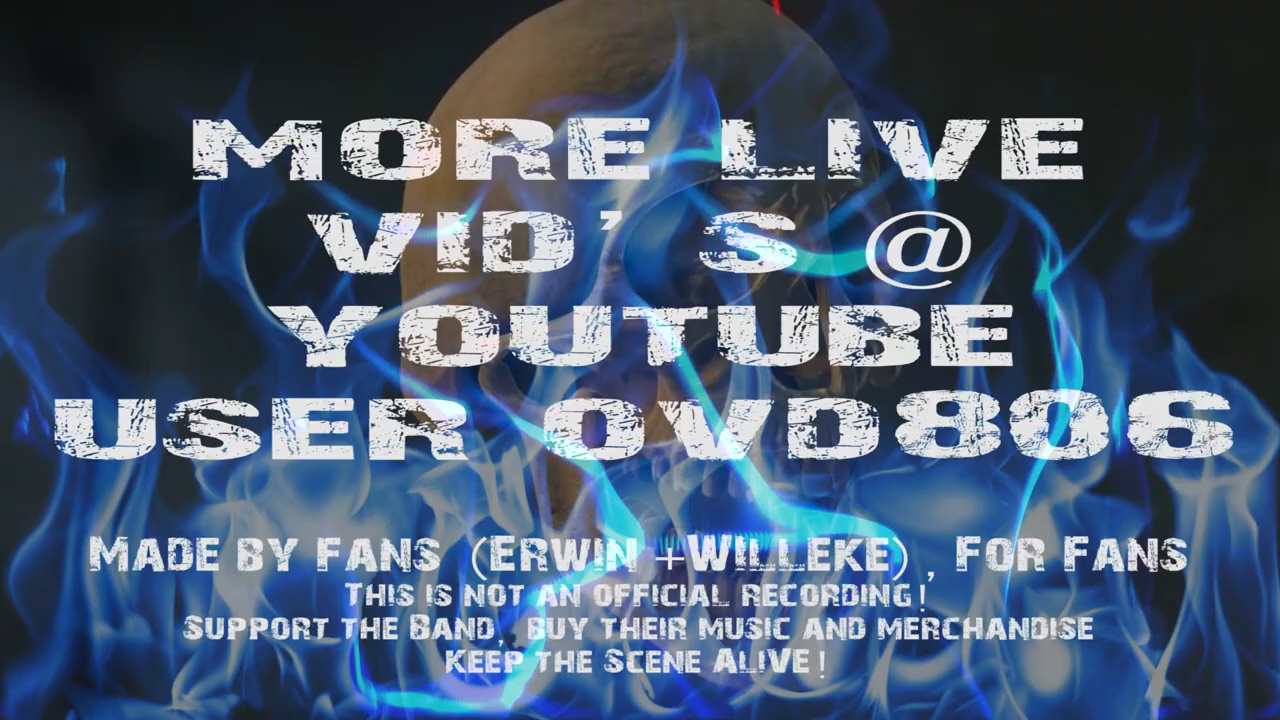 MORE LIVE
VID'S @
YOUTUBE
USER OVD806
MADE BY FANS (ERWIN +WILLEKE), FOR FANS
THIS IS NOT AN OFFICIAL RECORDING!
SUPPORT THE BAND, BUY THEIR MUSIC AND MERCHANDISE
KEEP THE SCENE ALIVE!